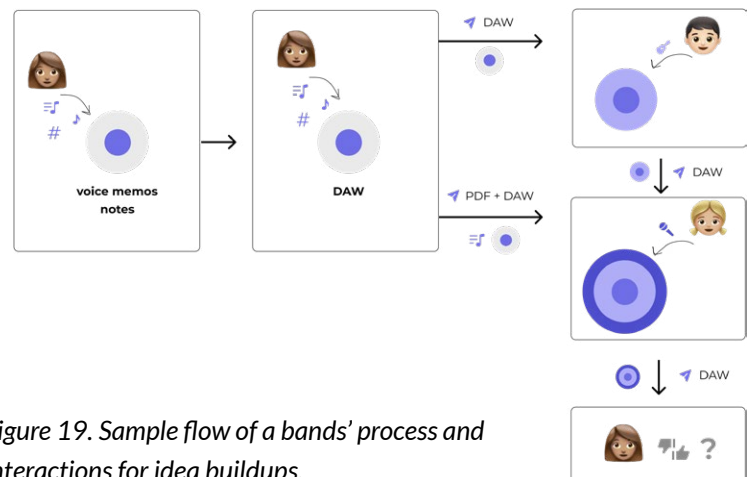 DAW
#
voice memos
notes
#
DAW
PDF + DAW
DAW
DAW
?
igure 19. Sample flow of a bands’ process and
nteractions for idea buildups